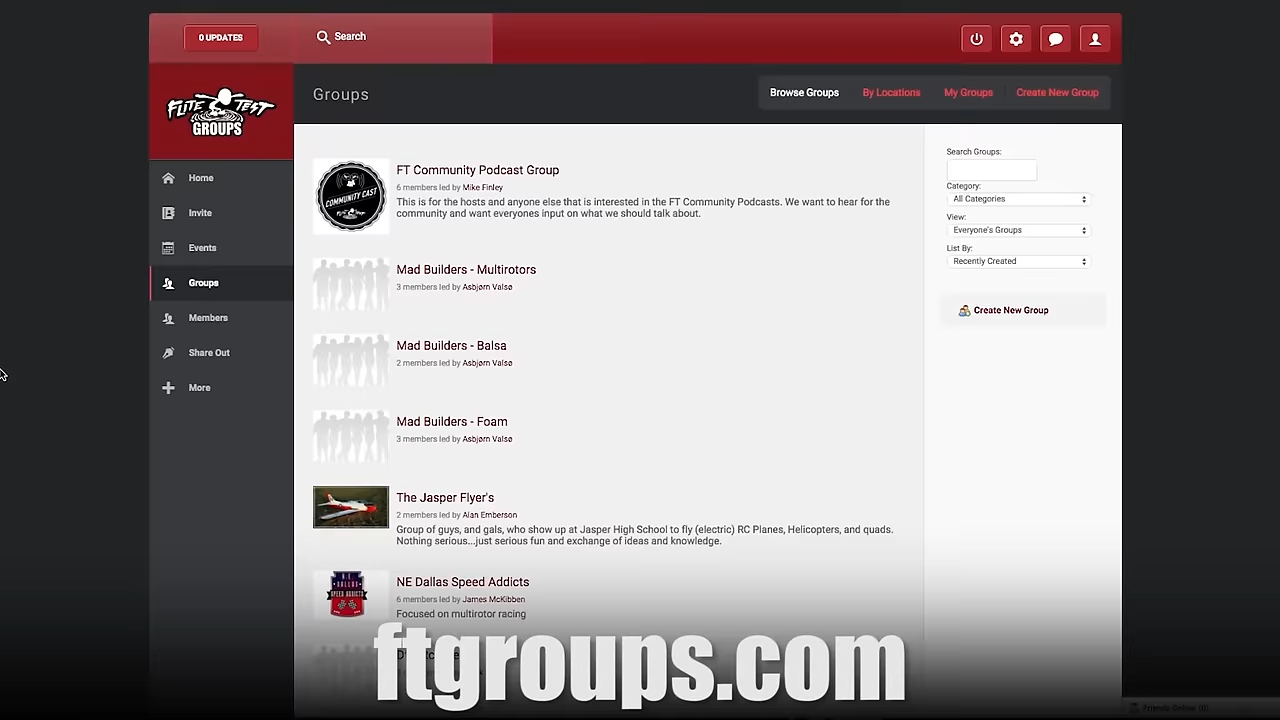 0 UPDATES
Search
FLITE TEST
GROUPS
Groups
Browse Groups
By Locations
My Groups
Create New Group
Home
Invite
Events
Groups
Members
Share Out
More
COMMUNITY CAST
FT Community Podcast Group
6 members led by Mike Finley
This is for the hosts and anyone else that is interested in the FT Community Podcasts. We want to hear for the
community and want everyones input on what we should talk about.
Mad Builders - Multirotors
3 members led by Asbjørn Valsø
Mad Builders - Balsa
2 members led by Asbjørn Valsø
Mad Builders - Foam
3 members led by Asbjørn Valsø
The Jasper Flyer's
2 members led by Alan Emberson
Group of guys, and gals, who show up at Jasper High School to fly (electric) RC Planes, Helicopters, and quads.
Nothing serious...just serious fun and exchange of ideas and knowledge.
N.E.
DALLAS
SPEED ADDICTS
NE Dallas Speed Addicts
6 members led by James McKibben
Focused on multirotor racing
Search Groups:
Category:
All Categories
View:
Everyone's Groups
List By:
Recently Created
Create New Group
ftgroups.com
Friends Online (0)